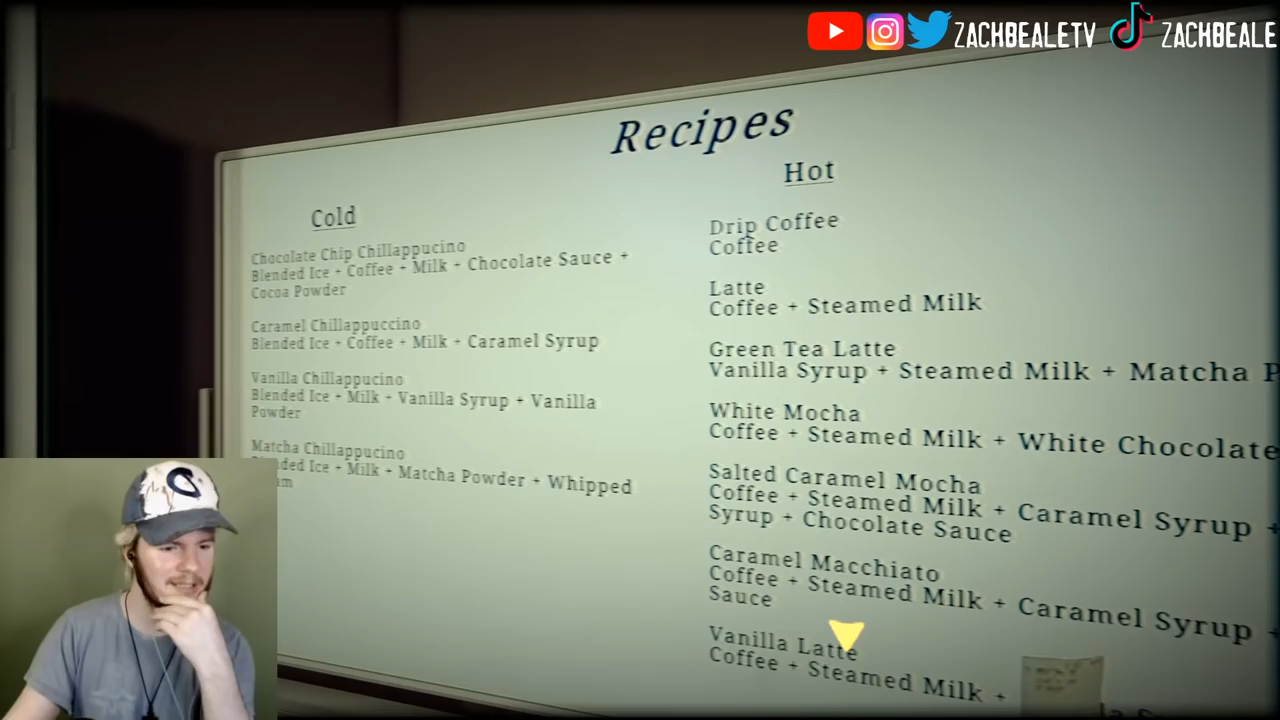 ZACHBEALETV ZACHBEALE
Recipes
Cold
Chocolate Chip Chillappucino
Blended Ice + Coffee + Milk + Chocolate Sauce +
Cocoa Powder
Caramel Chillappuccino
Blended Ice + Coffee + Milk + Caramel Syrup
Vanilla Chillappucino
Blended Ice + Milk + Vanilla Syrup + Vanilla
Powder
Matcha Chillappucino
Ice + Milk + Matcha Powder + Whipped
Hot
Drip Coffee
Coffee
Latte
Coffee + Steamed Milk
Green Tea Latte
Vanilla Syrup + Steamed Milk + Matcha P
White Mocha
Coffee + Steamed Milk + White Chocolate
Salted Caramel Mocha
Coffee + Steamed Milk + Caramel Syrup +
Syrup + Chocolate Sauce
Caramel Macchiato
Coffee + Steamed Milk + Caramel Syrup +
Sauce
Vanilla Latte
Coffee + Steamed Milk +